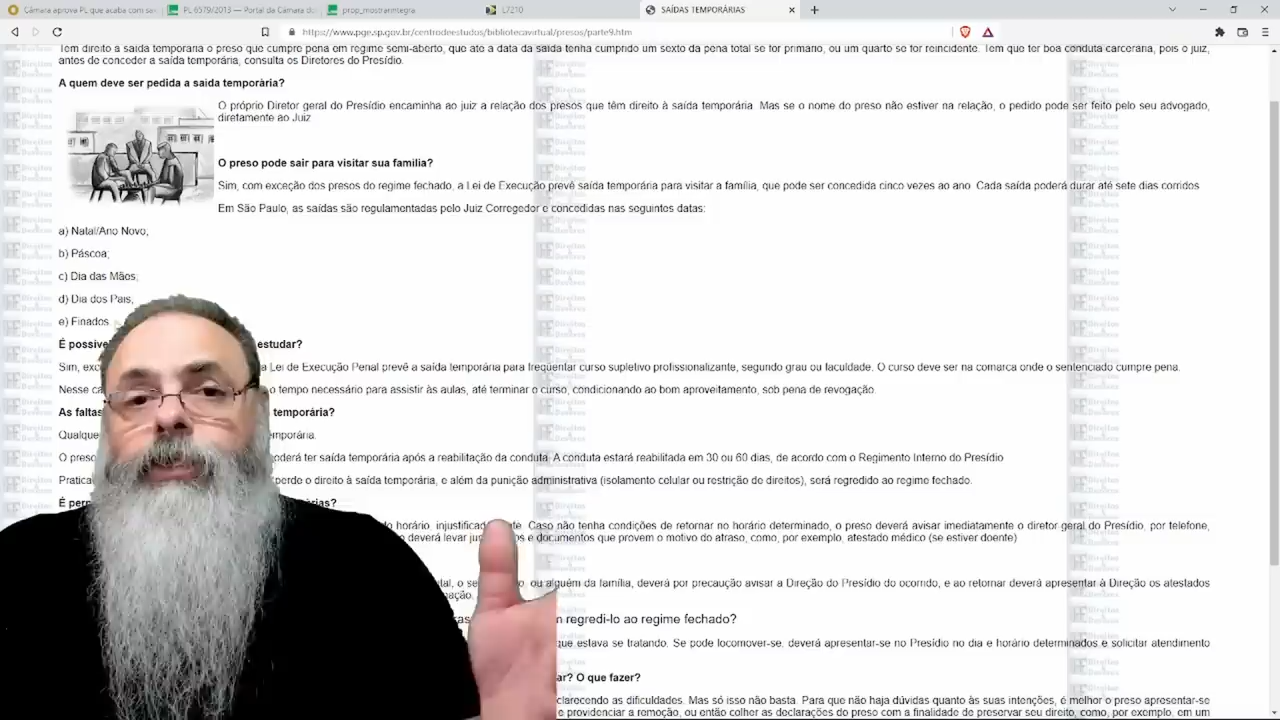 Câmara aprova PL que acaba com saí
PL 6579/2013 — Portal da Câmara do
prop_mostrarintegra
L7210
SAÍDAS TEMPORÁRIAS
https://www.pge.sp.gov.br/centrodeestudos/bibliotecavirtual/presos/parte9.htm
Tem direito à saída temporária o preso que cumpre pena em regime semi-aberto, que até a data da saída tenha cumprido um sexto da pena total se for primário, ou um quarto se for reincidente. Tem que ter boa conduta carcerária, pois o juiz,
antes de conceder a saída temporária, consulta os Diretores do Presídio.
A quem deve ser pedida a saída temporária?
O próprio Diretor geral do Presídio encaminha ao juiz a relação dos presos que têm direito à saída temporária. Mas se o nome do preso não estiver na relação, o pedido pode ser feito pelo seu advogado,
diretamente ao Juiz
O preso pode sair para visitar sua família?
Sim, com exceção dos presos do regime fechado, a Lei de Execução prevê saída temporária para visitar a família, que pode ser concedida cinco vezes ao ano. Cada saída poderá durar até sete dias corridos
Em São Paulo, as saídas são regulamentadas pelo Juiz Corregedor e concedidas nas seguintes datas:
a) Natal/Ano Novo;
b) Páscoa;
c) Dia das Mães;
d) Dia dos Pais;
e) Finados
É possíve estudar?
Sim, exc a Lei de Execução Penal prevê a saída temporária para freqüentar curso supletivo profissionalizante, segundo grau ou faculdade. O curso deve ser na comarca onde o sentenciado cumpre pena.
Nesse ca o tempo necessário para assistir às aulas, até terminar o curso, condicionando ao bom aproveitamento, sob pena de revogação.
As faltas temporária?
Qualque temporária.
O preso poderá ter saída temporária após a reabilitação da conduta. A conduta estará reabilitada em 30 ou 60 dias, de acordo com o Regimento Interno do Presídio
Pratica perde o direito à saída temporária, e além da punição administrativa (isolamento celular ou restrição de direitos), será regredido ao regime fechado.
É per rias?
horário, injustifica te. Caso não tenha condições de retornar no horário determinado, o preso deverá avisar imediatamente o diretor geral do Presídio, por telefone,
deverá levar jus os e documentos que provem o motivo do atraso, como, por exemplo, atestado médico (se estiver doente)
tal, o se o, ou alguém da família, deverá por precaução avisar a Direção do Presídio do ocorrido, e ao retornar deverá apresentar à Direção os atestados
ação.
ras m regredi-lo ao regime fechado?
que estava se tratando. Se pode locomover-se, deverá apresentar-se no Presídio no dia e horário determinados e solicitar atendimento
ar? O que fazer?
clarecendo as dificuldades. Mas só isso não basta. Para que não haja dúvidas quanto às suas intenções, é melhor o preso apresentar-se
e providenciar a remoção, ou então colher as declarações do preso com a finalidade de preservar seu direito, como, por exemplo, em um